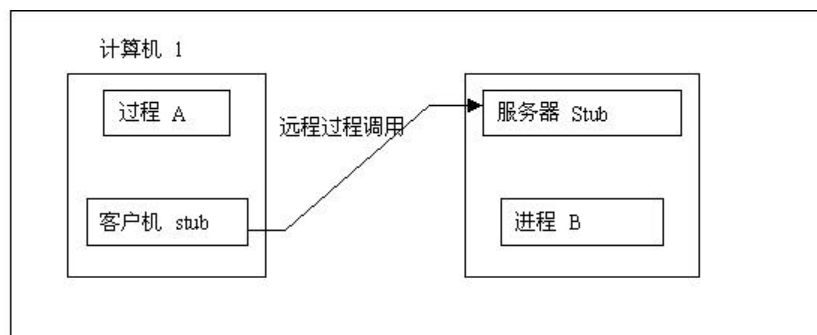 计算机 1
过程 A
服务器 Stub
远程过程调用
客户机 stub
进程 B